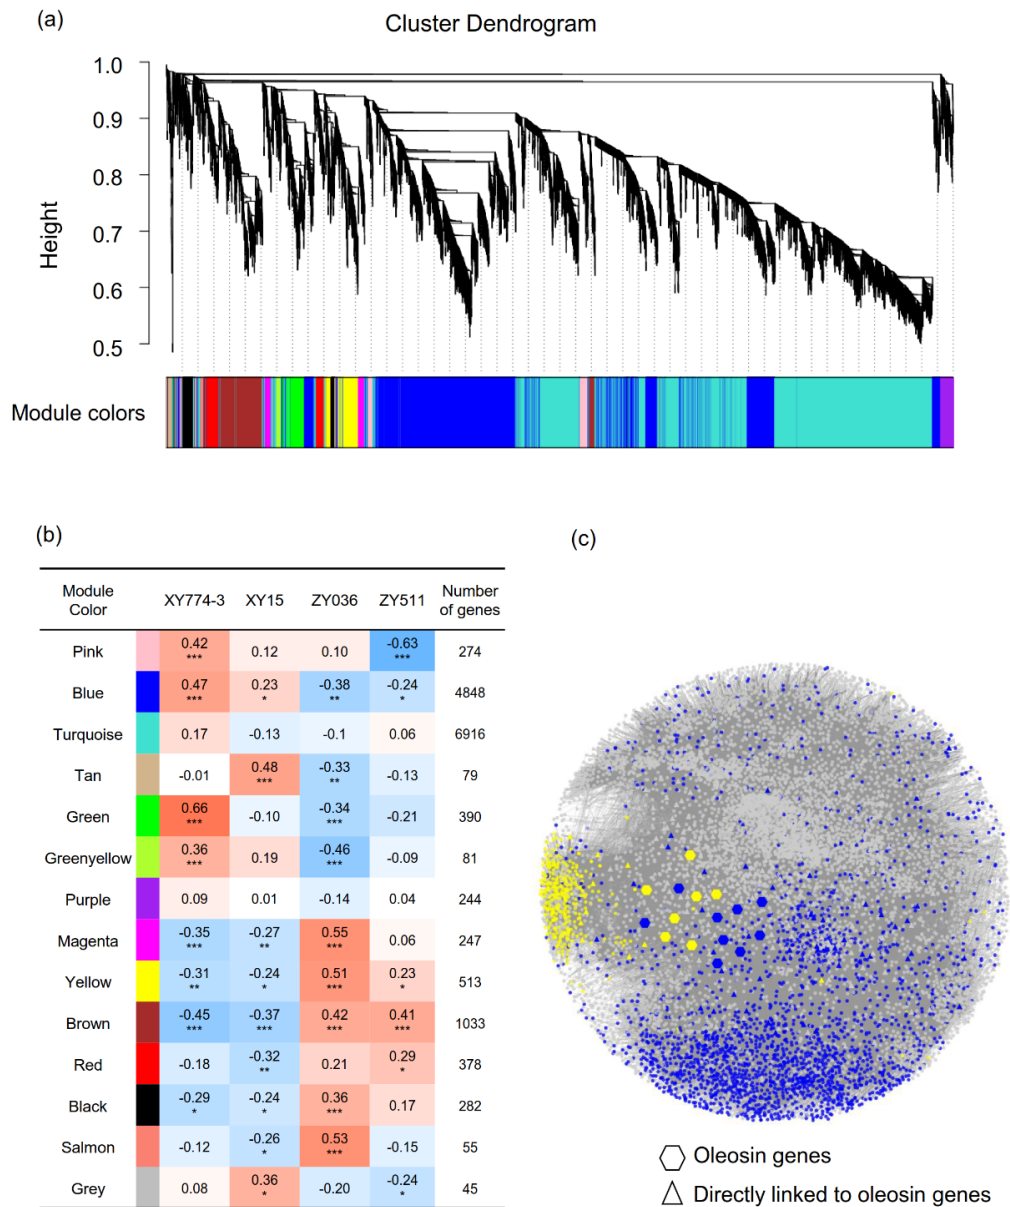 (a)
Cluster Dendrogram
1.0
0.9
0.8
0.7
0.6
0.5
Height
Module colors
(b)
Module Color XY774-3 XY15 ZY036 ZY511 Number of genes
Pink 0.42 *** 0.12 0.10 -0.63 *** 274
Blue 0.47 *** 0.23 * -0.38 ** -0.24 * 4848
Turquoise 0.17 -0.13 -0.1 0.06 6916
Tan -0.01 0.48 *** -0.33 ** -0.13 79
Green 0.66 *** -0.10 -0.34 *** -0.21 390
Greenyellow 0.36 *** 0.19 -0.46 *** -0.09 81
Purple 0.09 0.01 -0.14 0.04 244
Magenta -0.35 *** -0.27 ** 0.55 *** 0.06 247
Yellow -0.31 ** -0.24 * 0.51 *** 0.23 * 513
Brown -0.45 *** -0.37 *** 0.42 *** 0.41 *** 1033
Red -0.18 -0.32 ** 0.21 0.29 * 378
Black -0.29 * -0.24 * 0.36 *** 0.17 282
Salmon -0.12 -0.26 * 0.53 *** -0.15 55
Grey 0.08 0.36 * -0.20 -0.24 * 45
(c)
Oleosin genes
Directly linked to oleosin genes